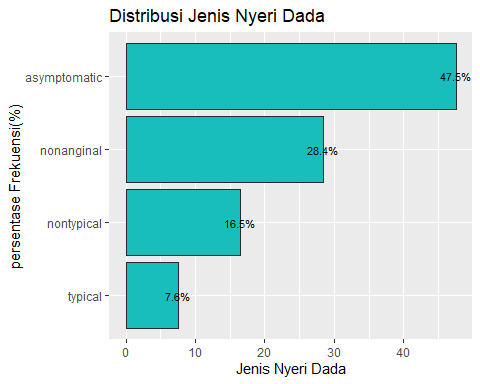 Distribusi Jenis Nyeri Dada
persentase Frekuensi(%)
asymptomatic
47.5%
nonanginal
28.4%
nontypical
16.5%
typical
7.6%
0 10 20 30 40
Jenis Nyeri Dada